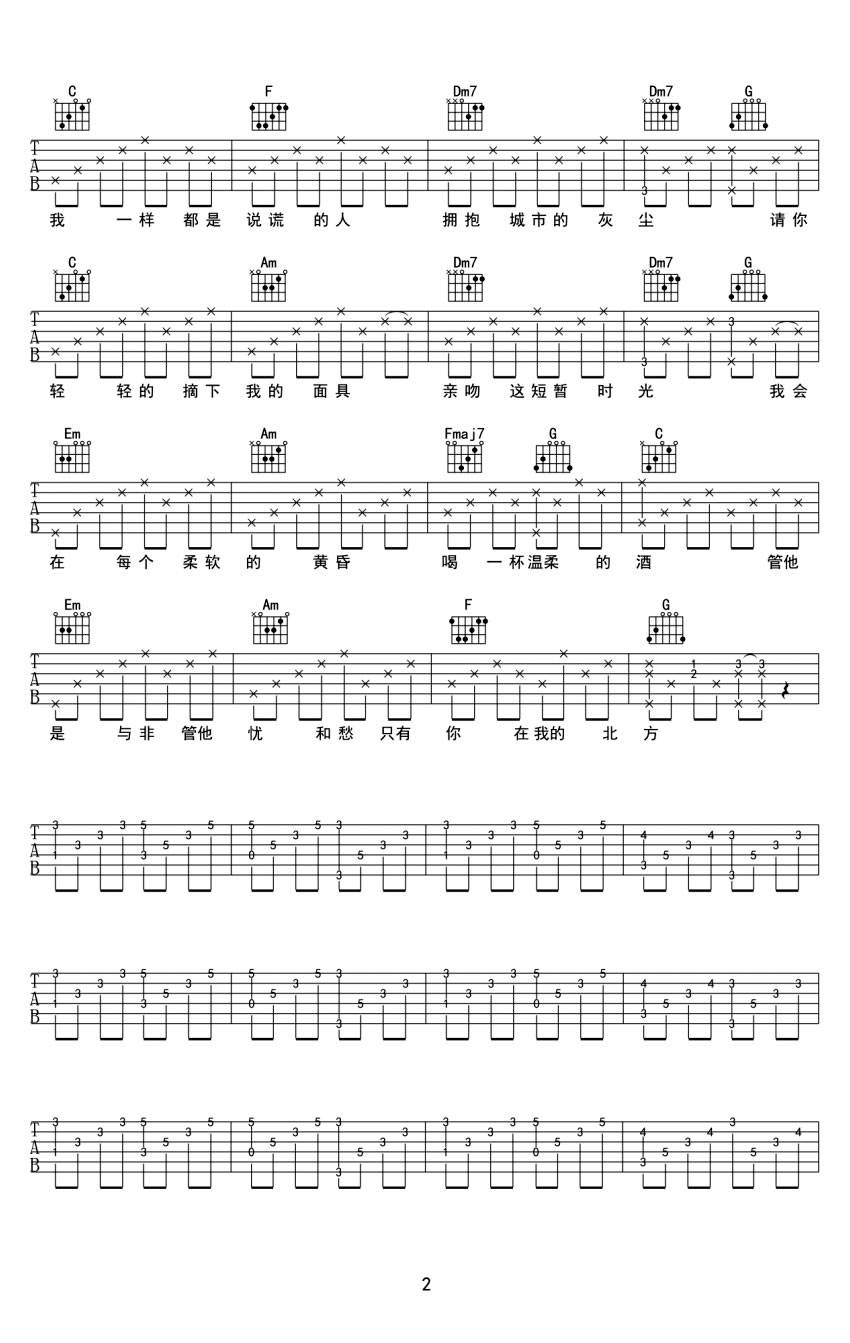 C F Dm7 Dm7 G
我 一样 都是 说谎 的人 拥抱 城市的 灰 尘 请你
C Am Dm7 Dm7 G
轻 轻的 摘下 我的 面具 亲吻 这短暂 时 光 我会
Em Am Fmaj7 G C
在 每个 柔软 的 黄昏 喝 一杯温柔 的 酒 管他
Em Am F G
是 与非 管他 忧 和愁 只有 你 在我的 北 方
2